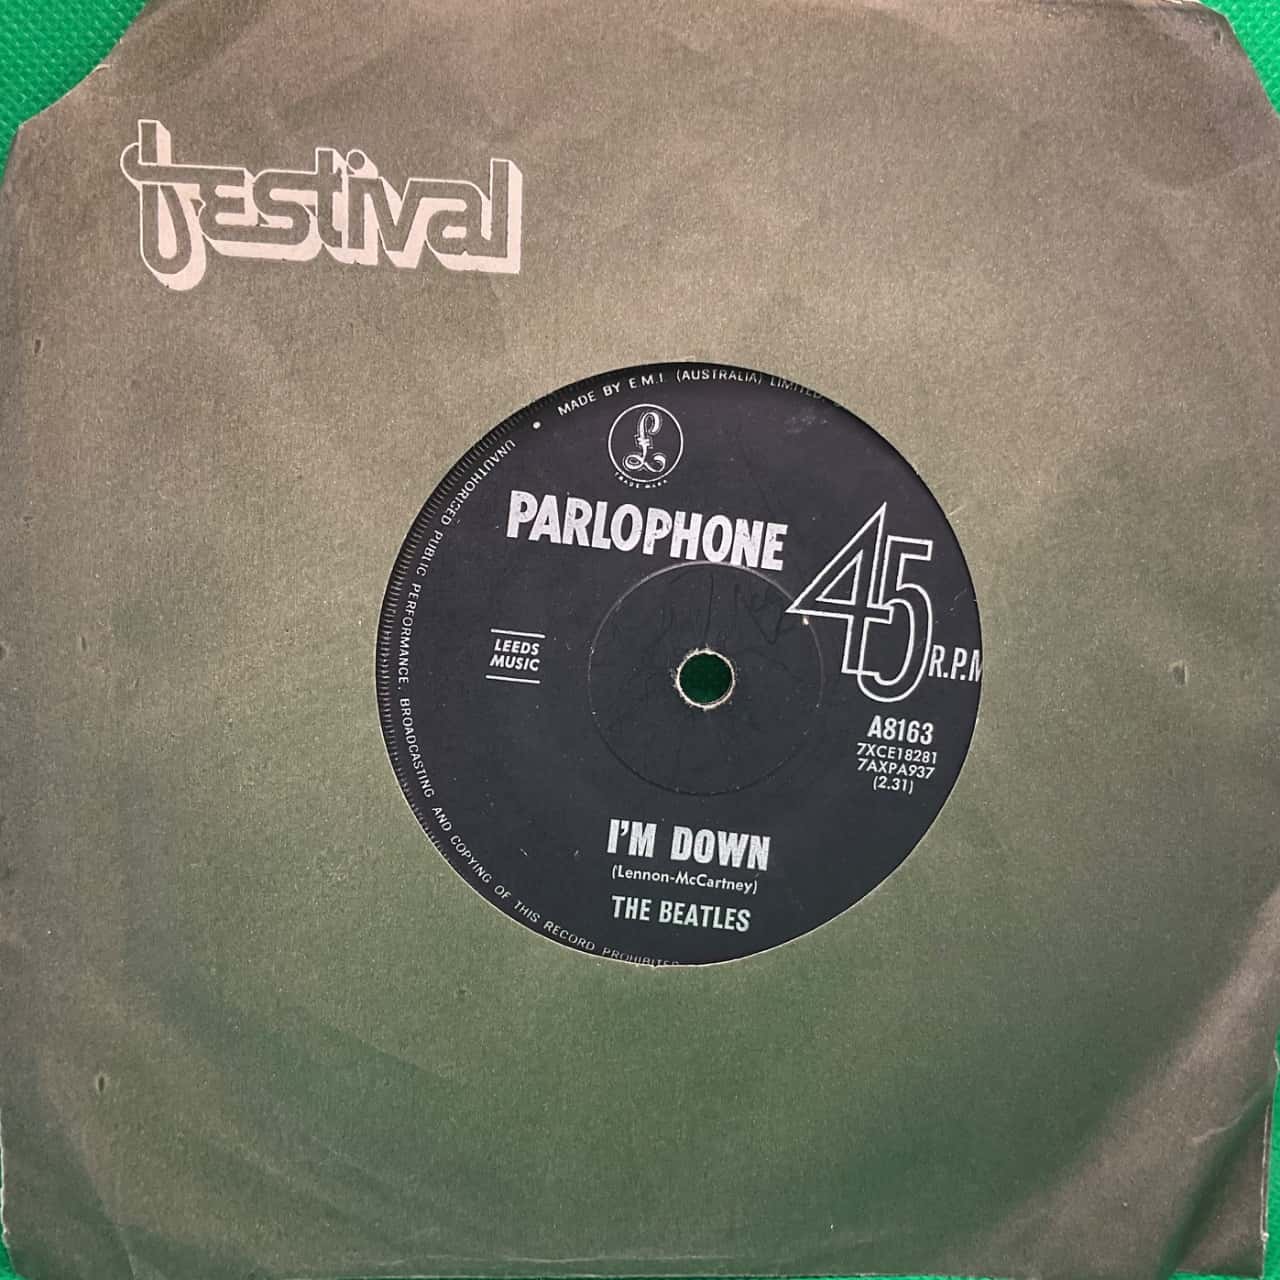 festival
MADE BY E.M.I. (AUSTRALIA) LIMITED
£
TRADE MARK
PARLOPHONE
45 R.P.M
LEEDS
MUSIC
A8163
7XCE18281
7AXPA937
(2.31)
I'M DOWN
(Lennon-McCartney)
THE BEATLES
UNAUTHORISED PUBLIC PERFORMANCE, BROADCASTING AND COPYING OF THIS RECORD PROHIBITED